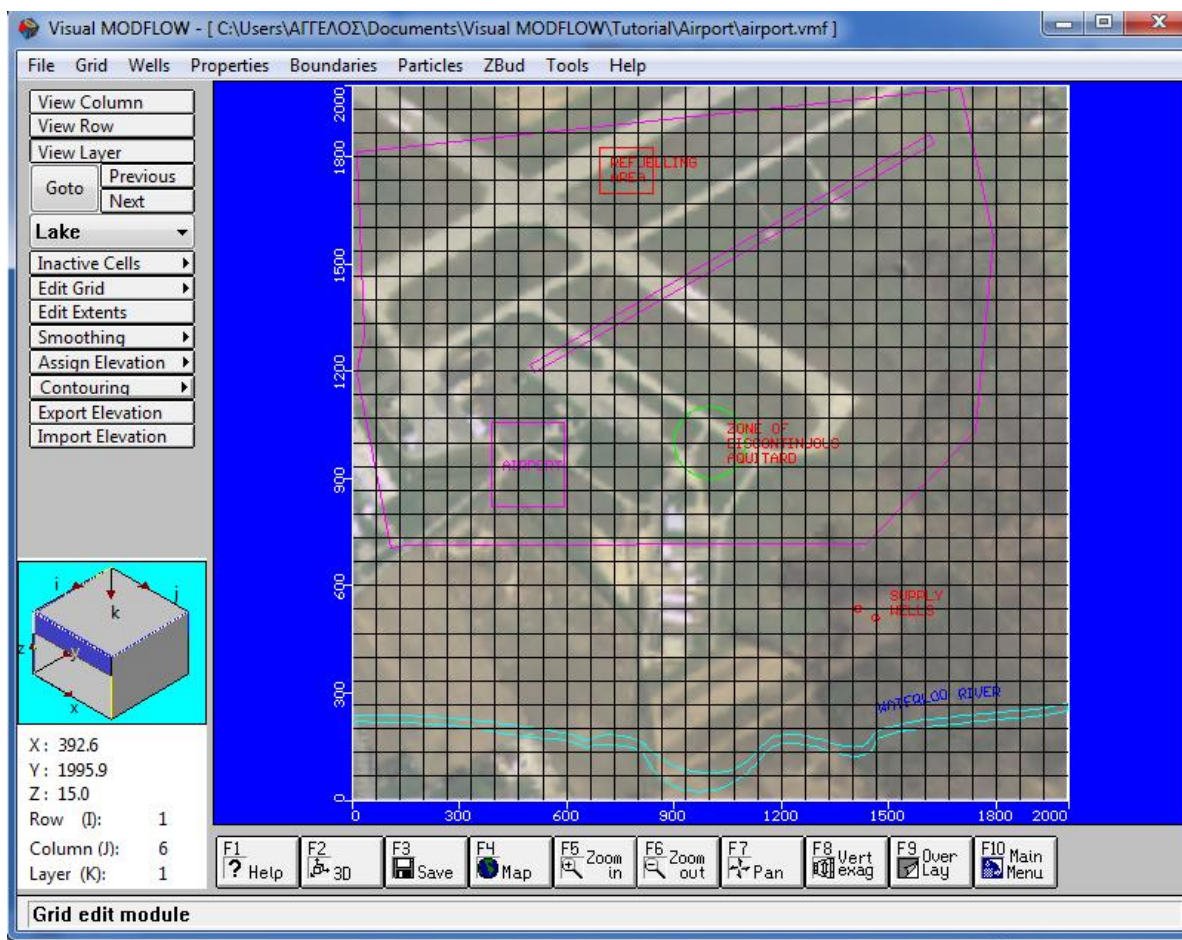 Visual MODFLOW - [ C:\Users\ΑΓΓΕΛΟΣ\Documents\Visual MODFLOW\Tutorial\Airport\airport.vmf ]
File Grid Wells Properties Boundaries Particles ZBud Tools Help
View Column
View Row
View Layer
Goto
Previous
Next
Lake
Inactive Cells
Edit Grid
Edit Extents
Smoothing
Assign Elevation
Contouring
Export Elevation
Import Elevation
i
j
k
z
y
x
X : 392.6
Y : 1995.9
Z : 15.0
Row (I): 1
Column (J): 6
Layer (K): 1
2000
1800
1500
1200
900
600
300
0
REFUELLING
AREA
ZONE OF
DISCONTINUOUS
AQUITARD
AIRPORT
SUPPLY
WELLS
WATERLOO RIVER
0 300 600 900 1200 1500 1800 2000
F1 ? Help
F2 3D
F3 Save
F4 Map
F5 Zoom in
F6 Zoom out
F7 Pan
F8 Vert exag
F9 Over Lay
F10 Main Menu
Grid edit module